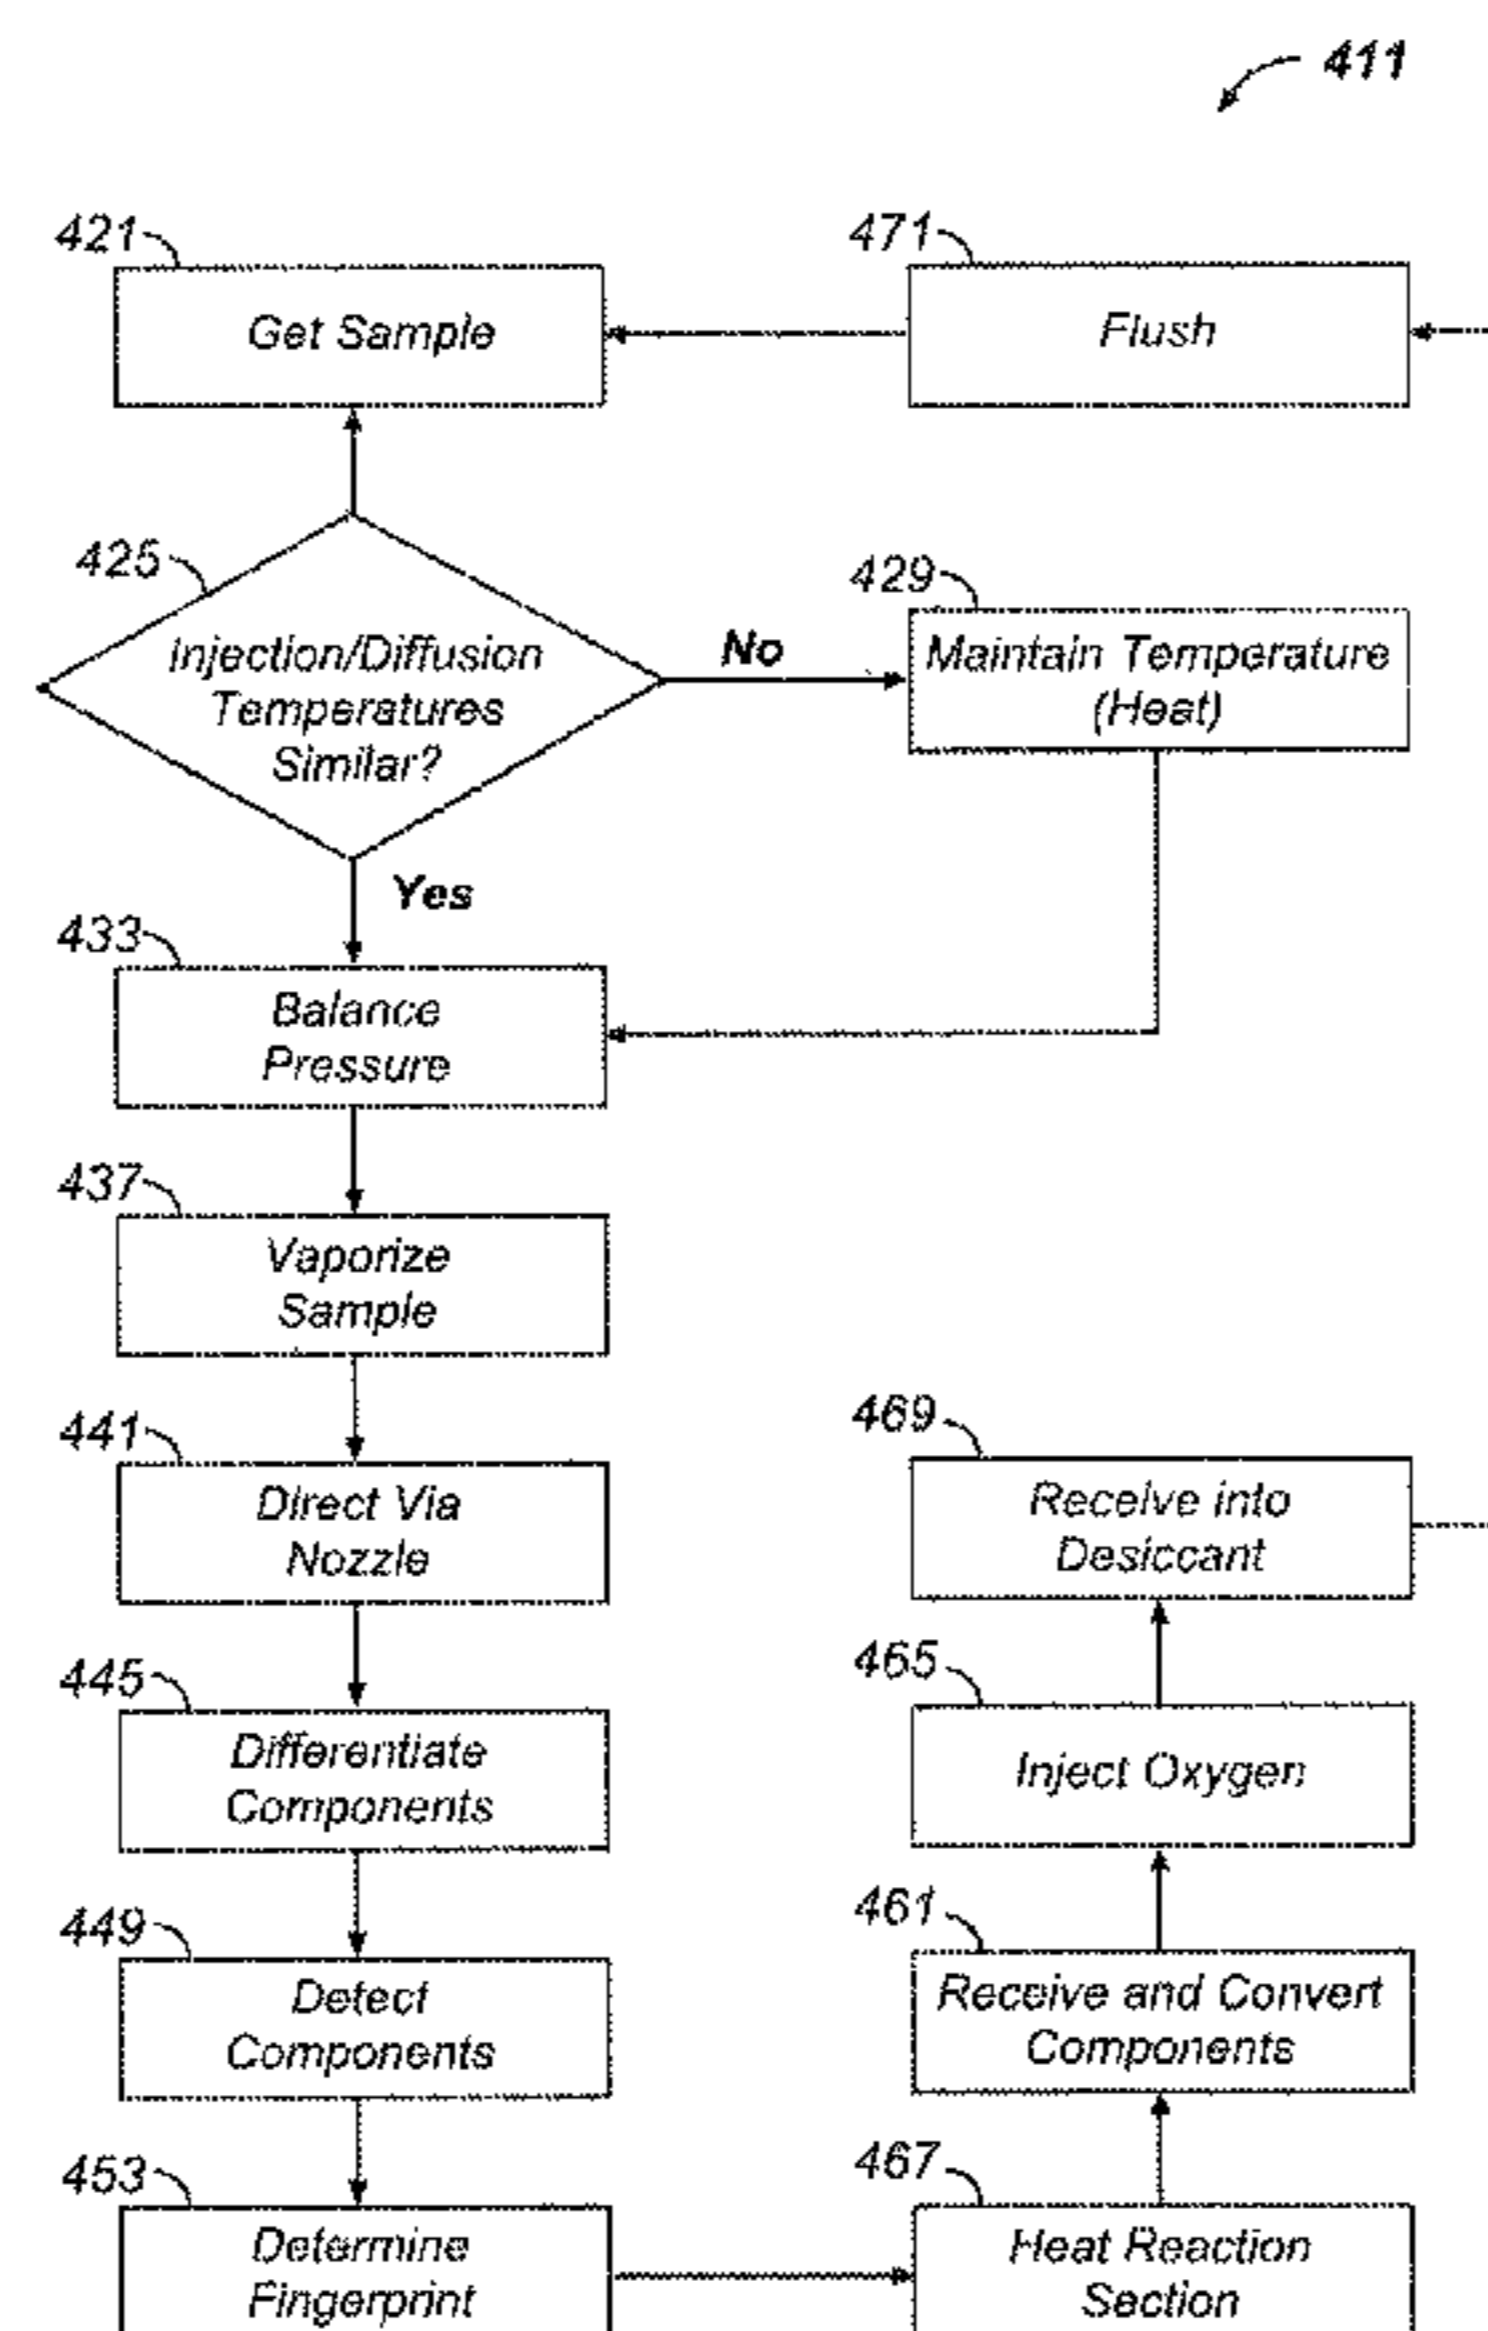 411
421
Get Sample
471
Flush
425
Injection/Diffusion
Temperatures
Similar?
No
429
Maintain Temperature
(Heat)
Yes
433
Balance
Pressure
437
Vaporize
Sample
441
Direct Via
Nozzle
469
Receive into
Desiccant
445
Differentiate
Components
465
Inject Oxygen
449
Detect
Components
461
Receive and Convert
Components
453
Determine
Fingerprint
467
Heat Reaction
Section